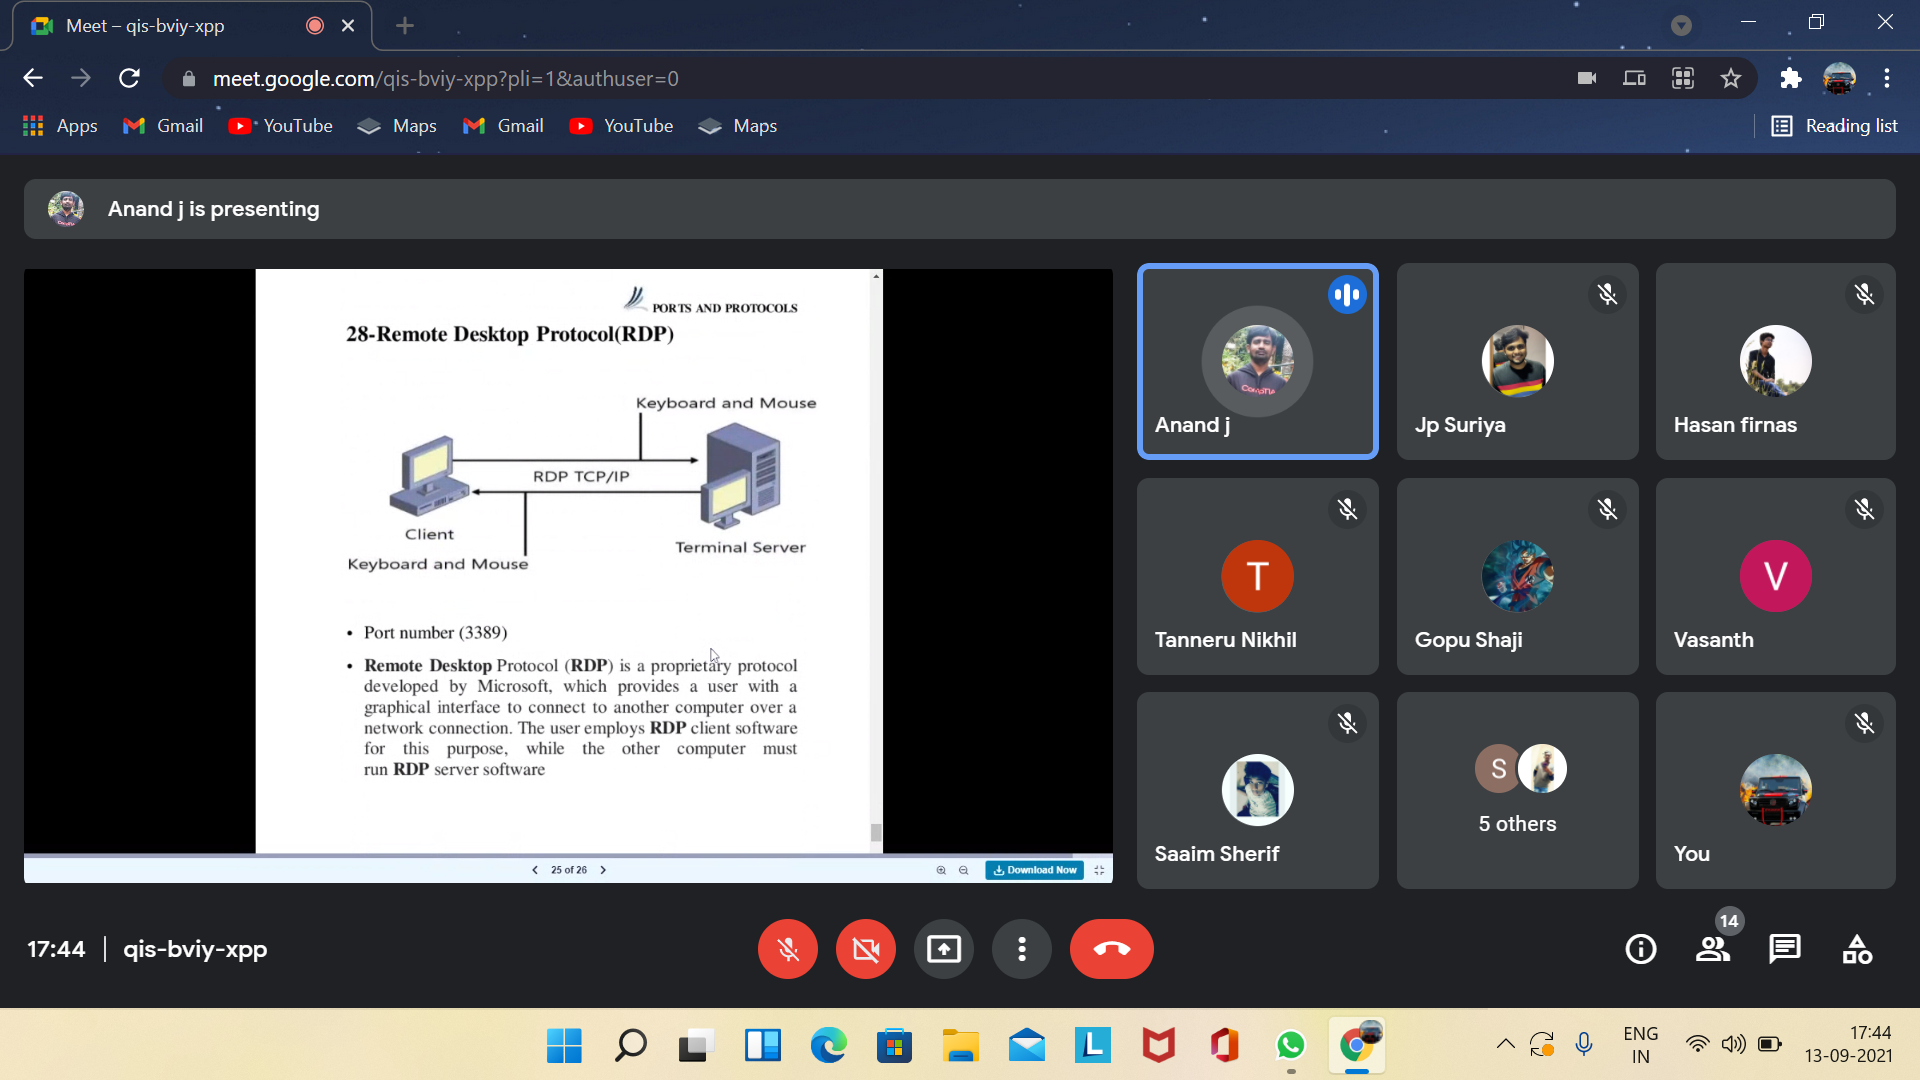 Meet – qis-bviy-xpp
meet.google.com/qis-bviy-xpp?pli=1&authuser=0
Apps
Gmail
YouTube
Maps
Gmail
YouTube
Maps
Reading list
Anand j is presenting
PORTS AND PROTOCOLS
28-Remote Desktop Protocol(RDP)
Keyboard and Mouse
RDP TCP/IP
Client
Terminal Server
Keyboard and Mouse
• Port number (3389)
• Remote Desktop Protocol (RDP) is a proprietary protocol
developed by Microsoft, which provides a user with a
graphical interface to connect to another computer over a
network connection. The user employs RDP client software
for this purpose, while the other computer must
run RDP server software
25 of 26
Download Now
Anand j
Jp Suriya
Hasan firnas
T
Tanneru Nikhil
Gopu Shaji
V
Vasanth
Saaim Sherif
S
5 others
You
17:44 | qis-bviy-xpp
14
L
ENG
IN
17:44
13-09-2021